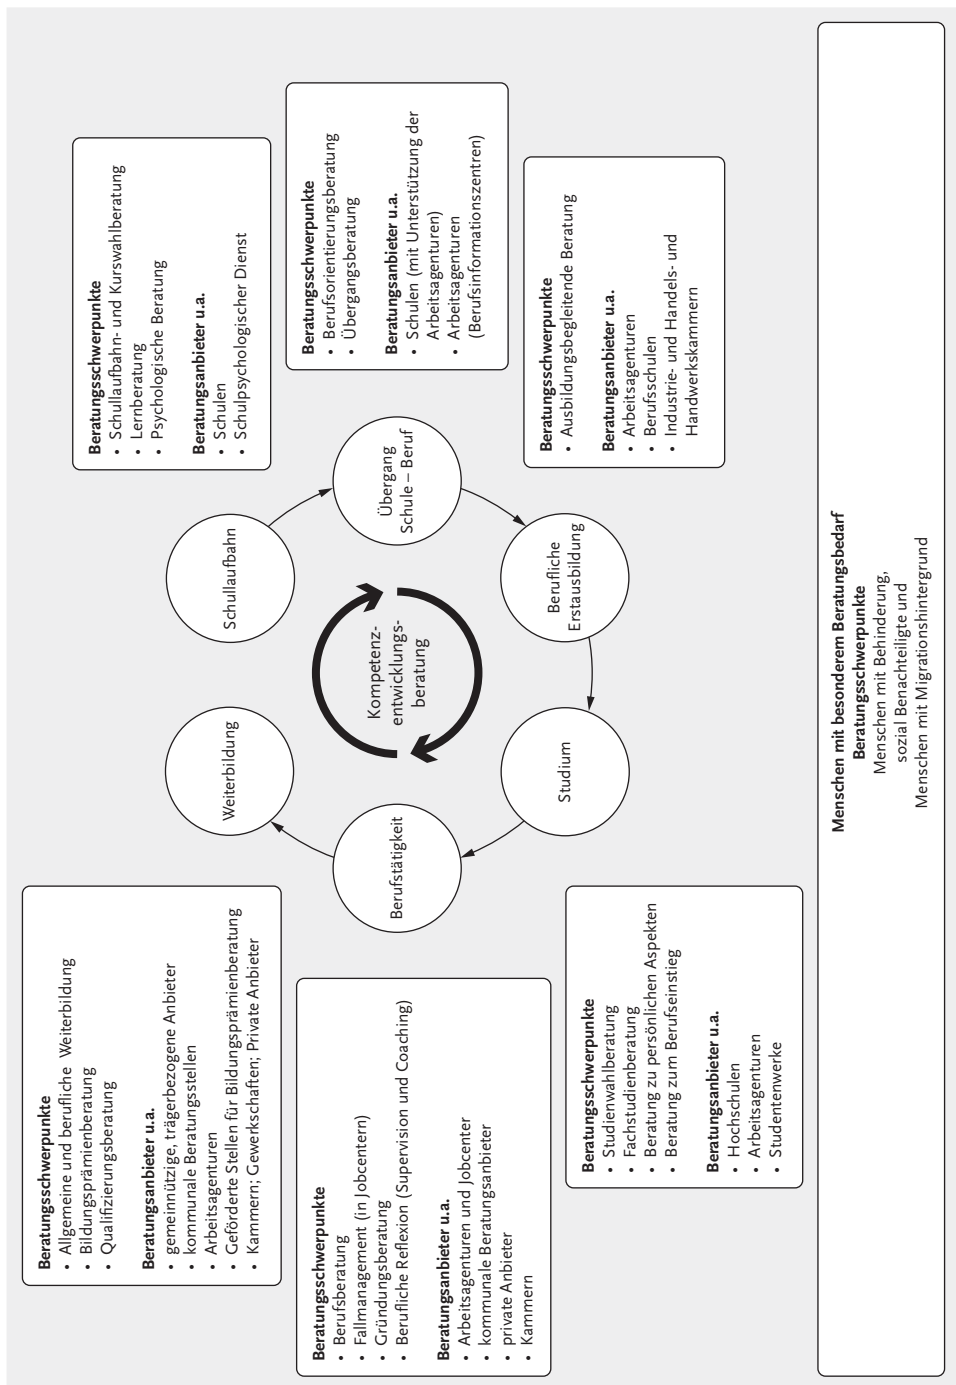 Beratungsschwerpunkte
• Allgemeine und berufliche Weiterbildung
• Bildungsprämienberatung
• Qualifizierungsberatung
Beratungsanbieter u.a.
• gemeinnützige, trägerbezogene Anbieter
• kommunale Beratungsstellen
• Arbeitsagenturen
• Geförderte Stellen für Bildungsprämienberatung
• Kammern; Gewerkschaften; Private Anbieter
Beratungsschwerpunkte
• Schullaufbahn- und Kurswahlberatung
• Lernberatung
• Psychologische Beratung
Beratungsanbieter u.a.
• Schulen
• Schulpsychologischer Dienst
Weiterbildung
Schullaufbahn
Beratungsschwerpunkte
• Berufsberatung
• Fallmanagement (in Jobcentern)
• Gründungsberatung
• Berufliche Reflexion (Supervision und Coaching)
Beratungsanbieter u.a.
• Arbeitsagenturen und Jobcenter
• kommunale Beratungsanbieter
• private Anbieter
• Kammern
Berufstätigkeit
Kompetenz-
entwicklungs-
beratung
Übergang
Schule – Beruf
Beratungsschwerpunkte
• Berufsorientierungsberatung
• Übergangsberatung
Beratungsanbieter u.a.
• Schulen (mit Unterstützung der
Arbeitsagenturen)
• Arbeitsagenturen
(Berufsinformationszentren)
Studium
Berufliche
Erstausbildung
Beratungsschwerpunkte
• Studienwahlberatung
• Fachstudienberatung
• Beratung zu persönlichen Aspekten
• Beratung zum Berufseinstieg
Beratungsanbieter u.a.
• Hochschulen
• Arbeitsagenturen
• Studentenwerke
Beratungsschwerpunkte
• Ausbildungsbegleitende Beratung
Beratungsanbieter u.a.
• Arbeitsagenturen
• Berufsschulen
• Industrie- und Handels- und
Handwerkskammern
Menschen mit besonderem Beratungsbedarf
Beratungsschwerpunkte
Menschen mit Behinderung,
sozial Benachteiligte und
Menschen mit Migrationshintergrund